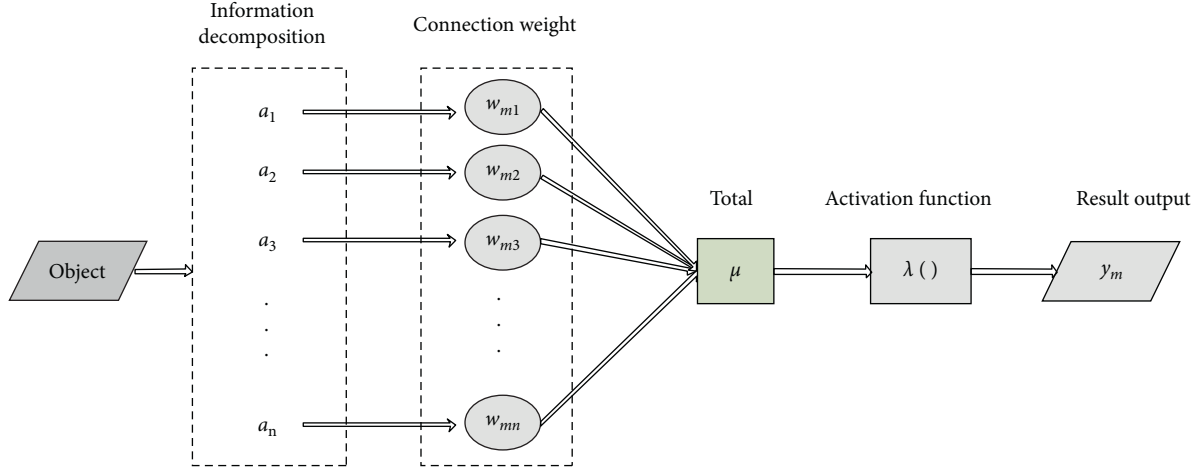 Information
decomposition
Connection weight
a1
a2
a3
.
.
.
an
wm1
wm2
wm3
.
.
.
wmn
Object
Total
μ
Activation function
λ ( )
Result output
ym